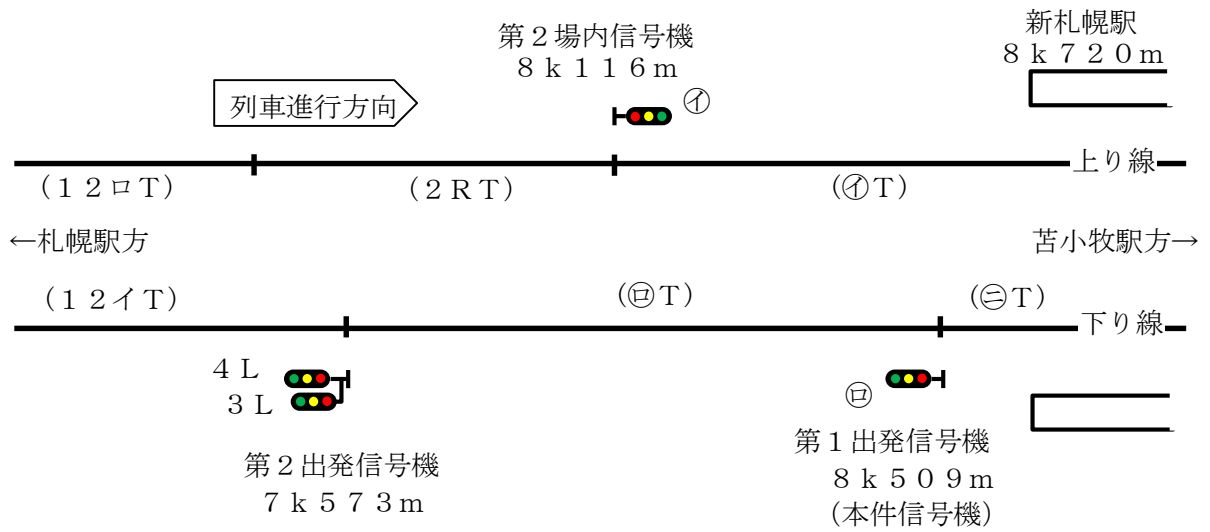 新札幌駅
8k720m
第2場内信号機
8k116m
㋑
列車進行方向
上り線
(12ロT)
(2RT)
(㋑T)
←札幌駅方
苫小牧駅方→
(12イT)
(㋺T)
(㋥T)
下り線
4L
3L
㋺
第2出発信号機
7k573m
第1出発信号機
8k509m
(本件信号機)